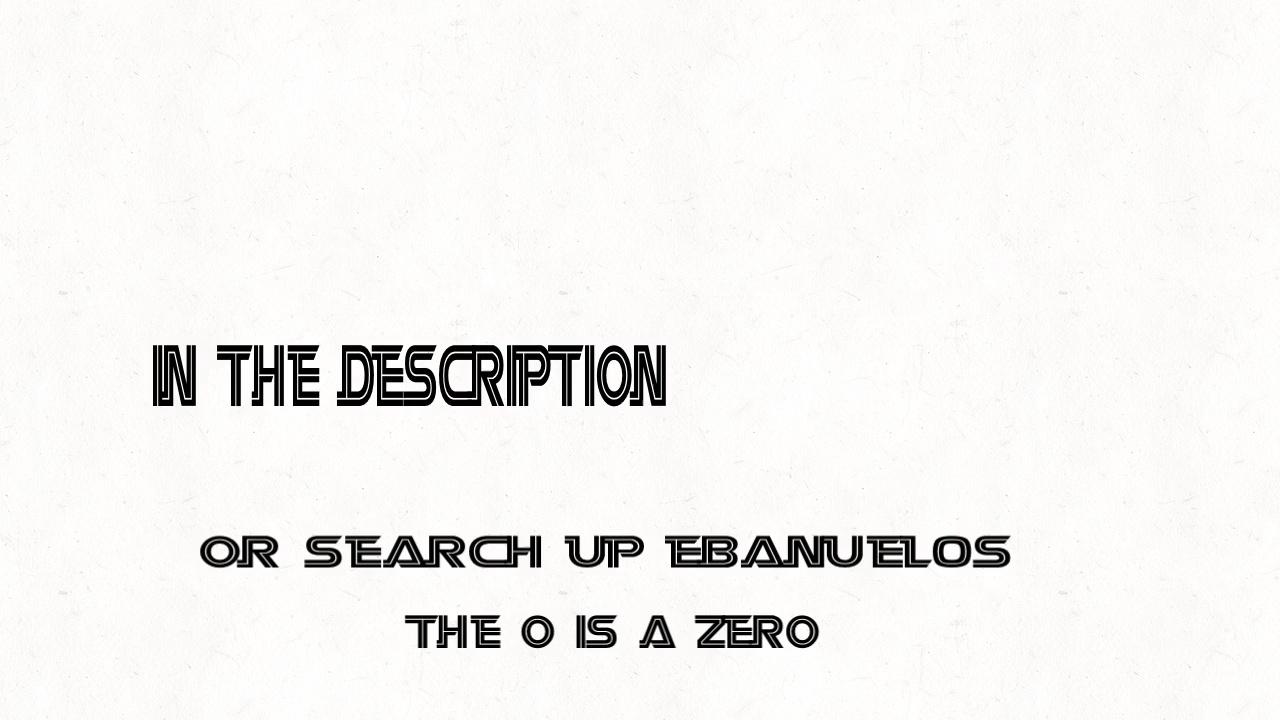 IN THE DESCRIPTION
OR SEARCH UP EBANUELOS
THE O IS A ZERO